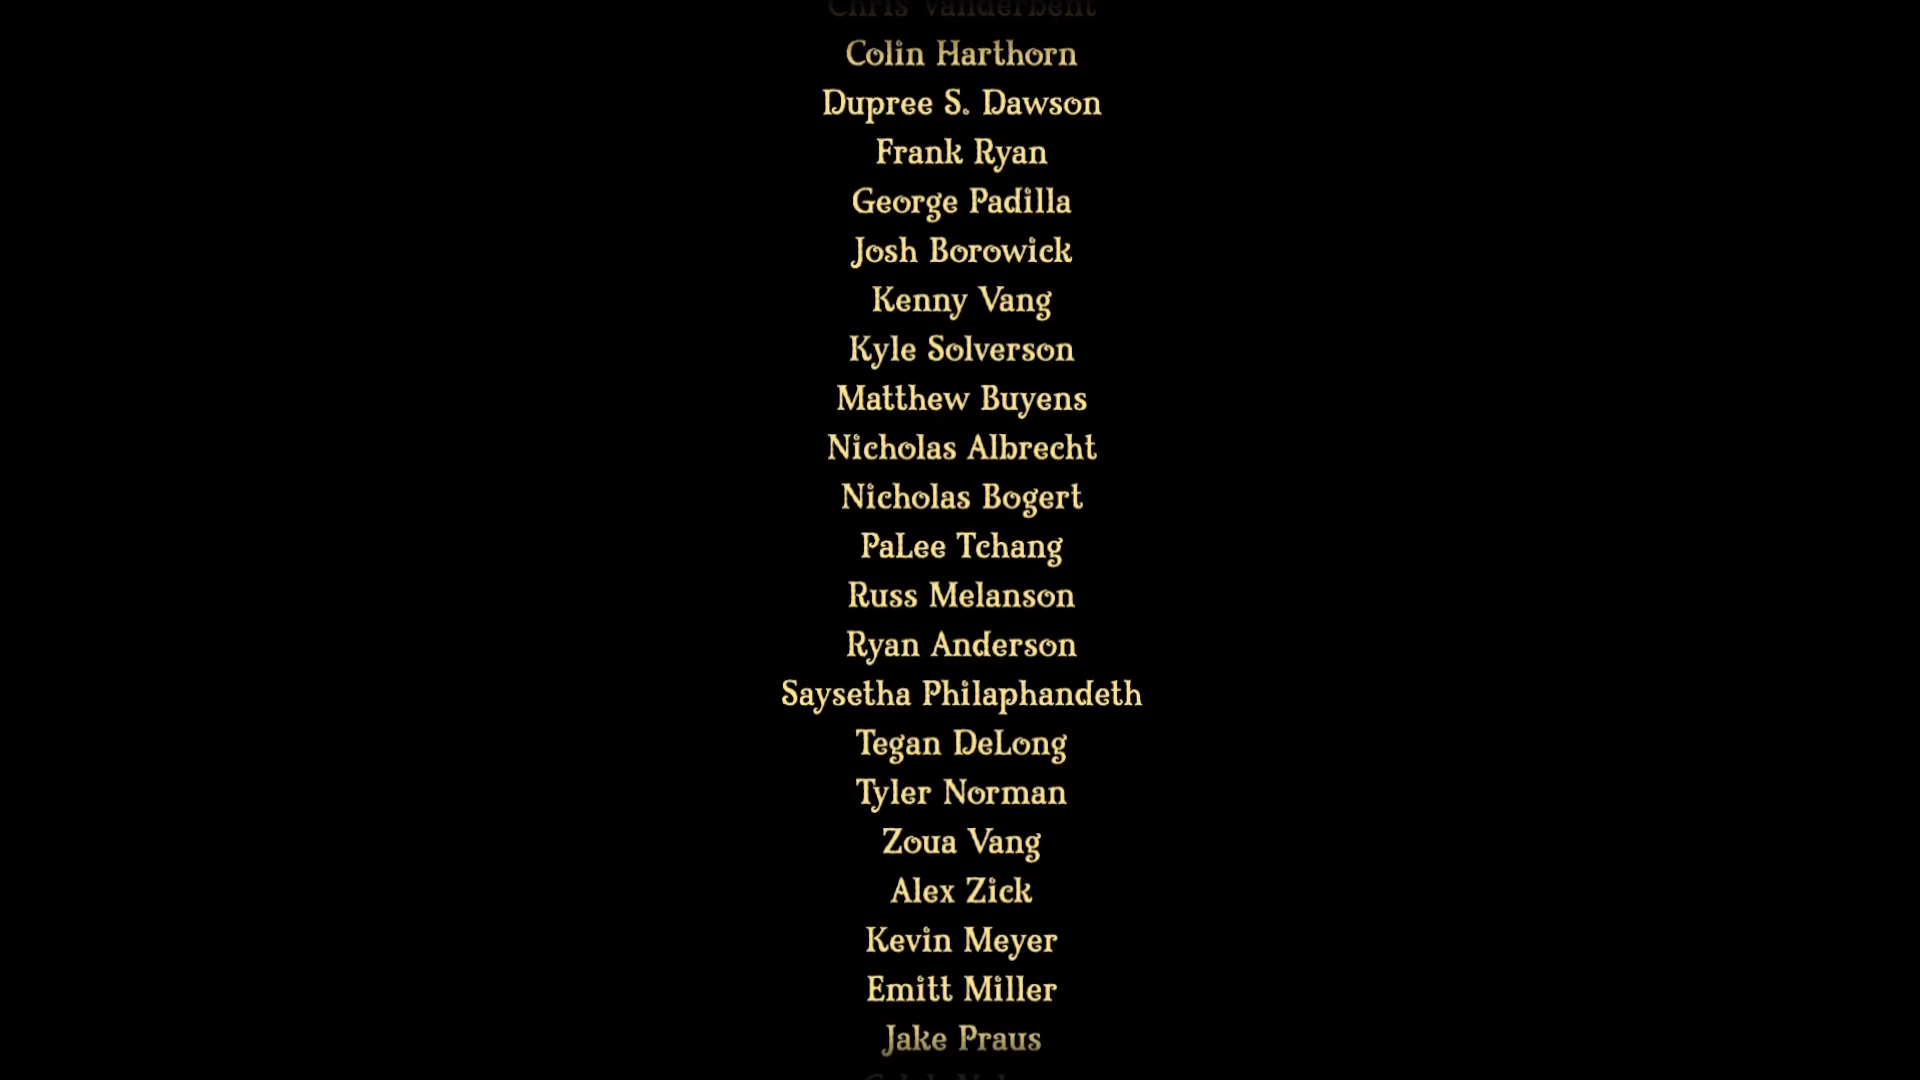 Chris Vanderbent
Colin Harthorn
Dupree S. Dawson
Frank Ryan
George Padilla
Josh Borowick
Kenny Vang
Kyle Solverson
Matthew Buyens
Nicholas Albrecht
Nicholas Bogert
PaLee Tchang
Russ Melanson
Ryan Anderson
Saysetha Philaphandeth
Tegan DeLong
Tyler Norman
Zoua Vang
Alex Zick
Kevin Meyer
Emitt Miller
Jake Praus